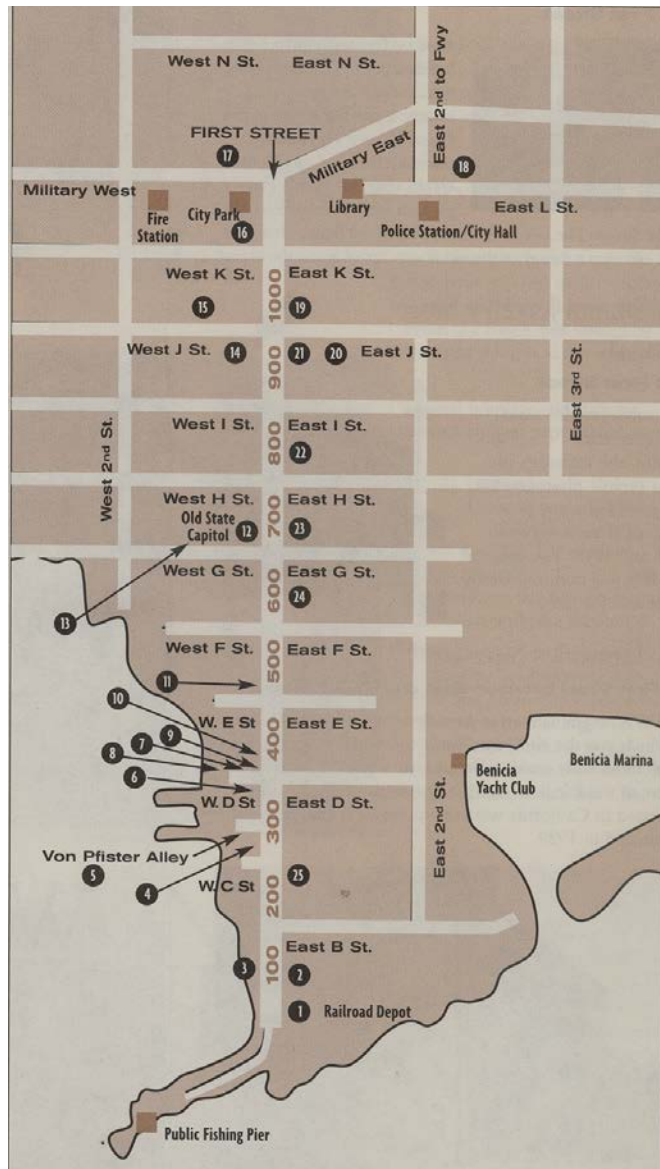 West N St.
East N St.
East 2nd to Fwy
FIRST STREET
17
Military East
18
Military West
Fire
Station
City Park
16
Library
East L St.
Police Station/City Hall
West K St.
East K St.
15
1000
19
West J St.
14
900
21
20
East J St.
East 3rd St.
West 2nd St.
West I St.
East I St.
800
22
West H St.
East H St.
Old State
Capitol
12
700
23
West G St.
East G St.
13
600
24
West F St.
East F St.
11
500
10
W. E St
East E St.
9
7
8
400
6
Benicia
Yacht Club
Benicia Marina
W. D St
East D St.
300
East 2nd St.
Von Pfister Alley
5
4
W. C St
200
25
East B St.
3
100
2
1
Railroad Depot
Public Fishing Pier